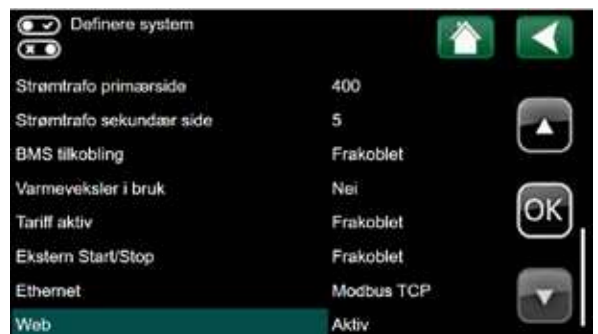 Definere system
Strømtrafo primærside 400
Strømtrafo sekundær side 5
BMS tilkobling Frakoblet
Varmeveksler i bruk Nei
Tariff aktiv Frakoblet
Ekstern Start/Stop Frakoblet
OK
Ethernet Modbus TCP
Web Aktiv